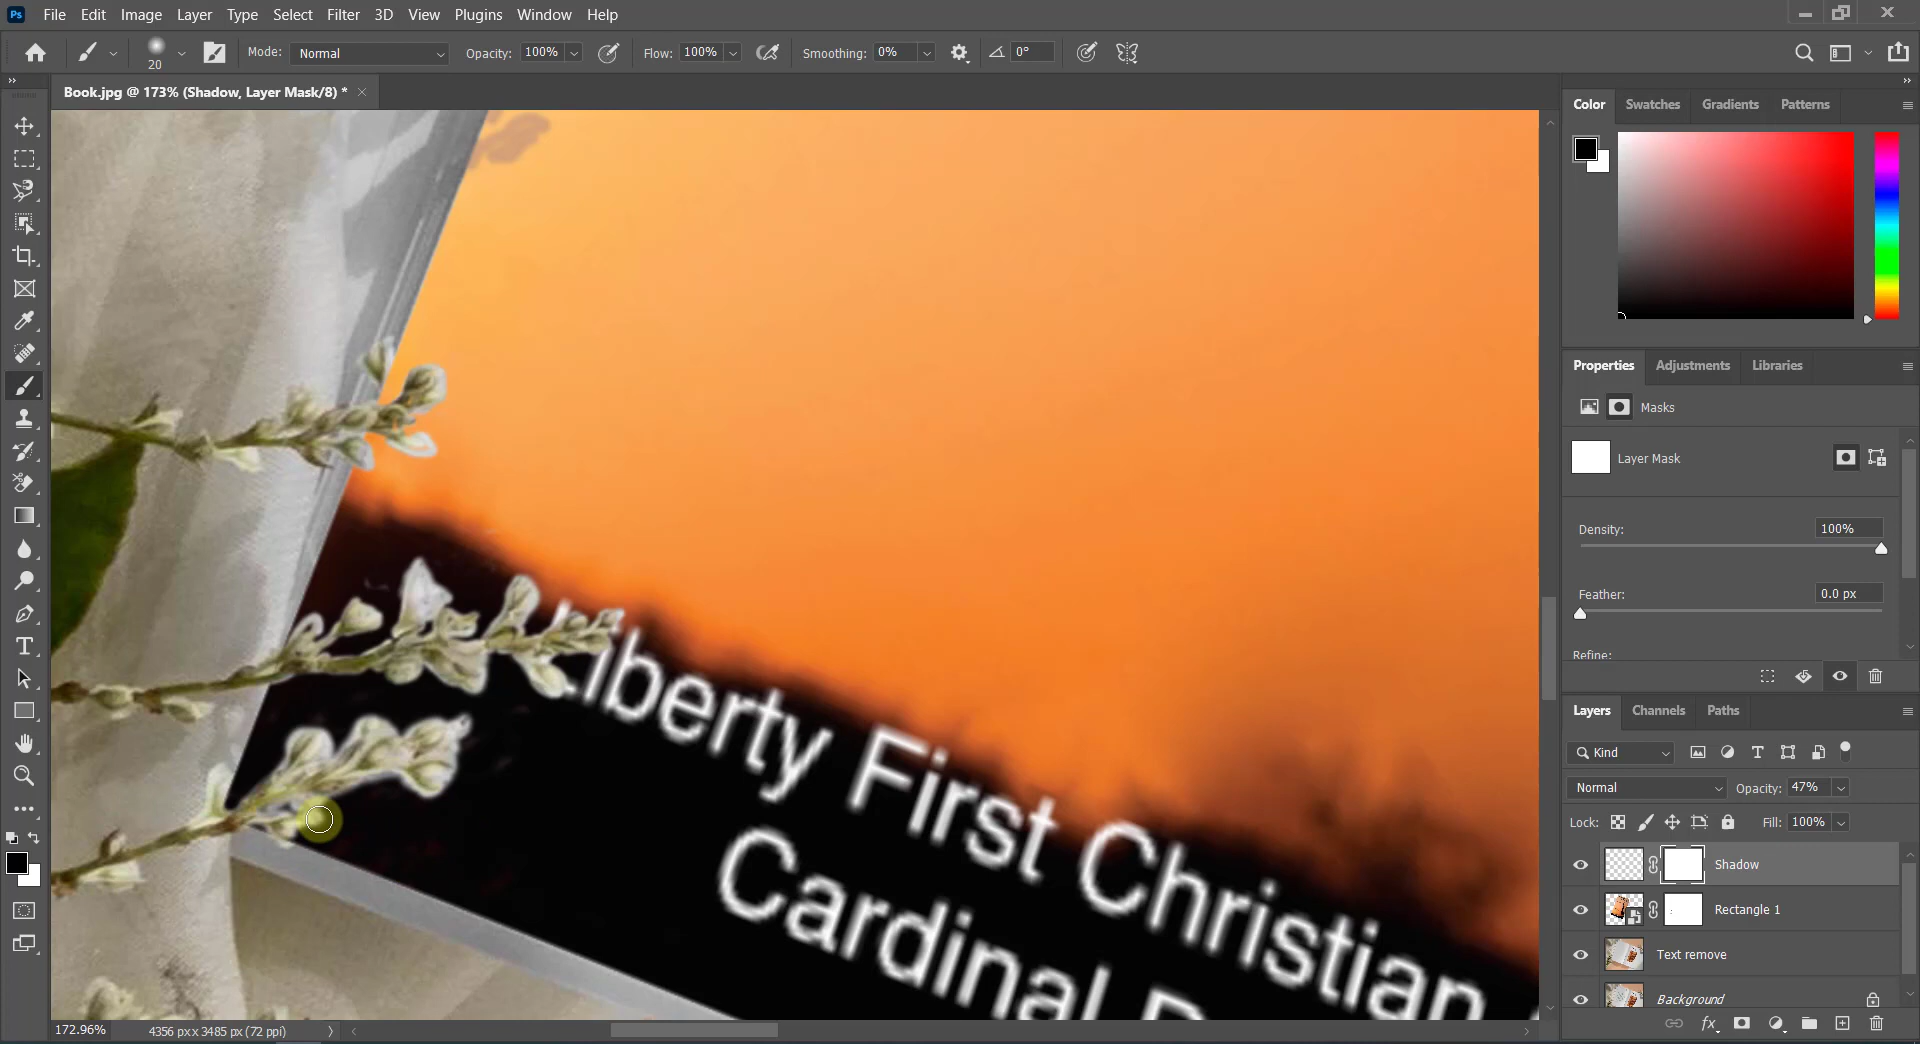 Ps File Edit Image Layer Type Select Filter 3D View Plugins Window Help
20 Mode: Normal Opacity: 100% Flow: 100% Smoothing: 0% 0°
Book.jpg @ 173% (Shadow, Layer Mask/8) *
Color Swatches Gradients Patterns
Properties Adjustments Libraries
Masks
Layer Mask
Density: 100%
Feather: 0.0 px
Refine:
Liberty First Christian
Cardinal
Layers Channels Paths
Kind
Normal Opacity: 47%
Lock: Fill: 100%
Shadow
Rectangle 1
Text remove
Background
172.96% 4356 px x 3485 px (72 ppi)
fx